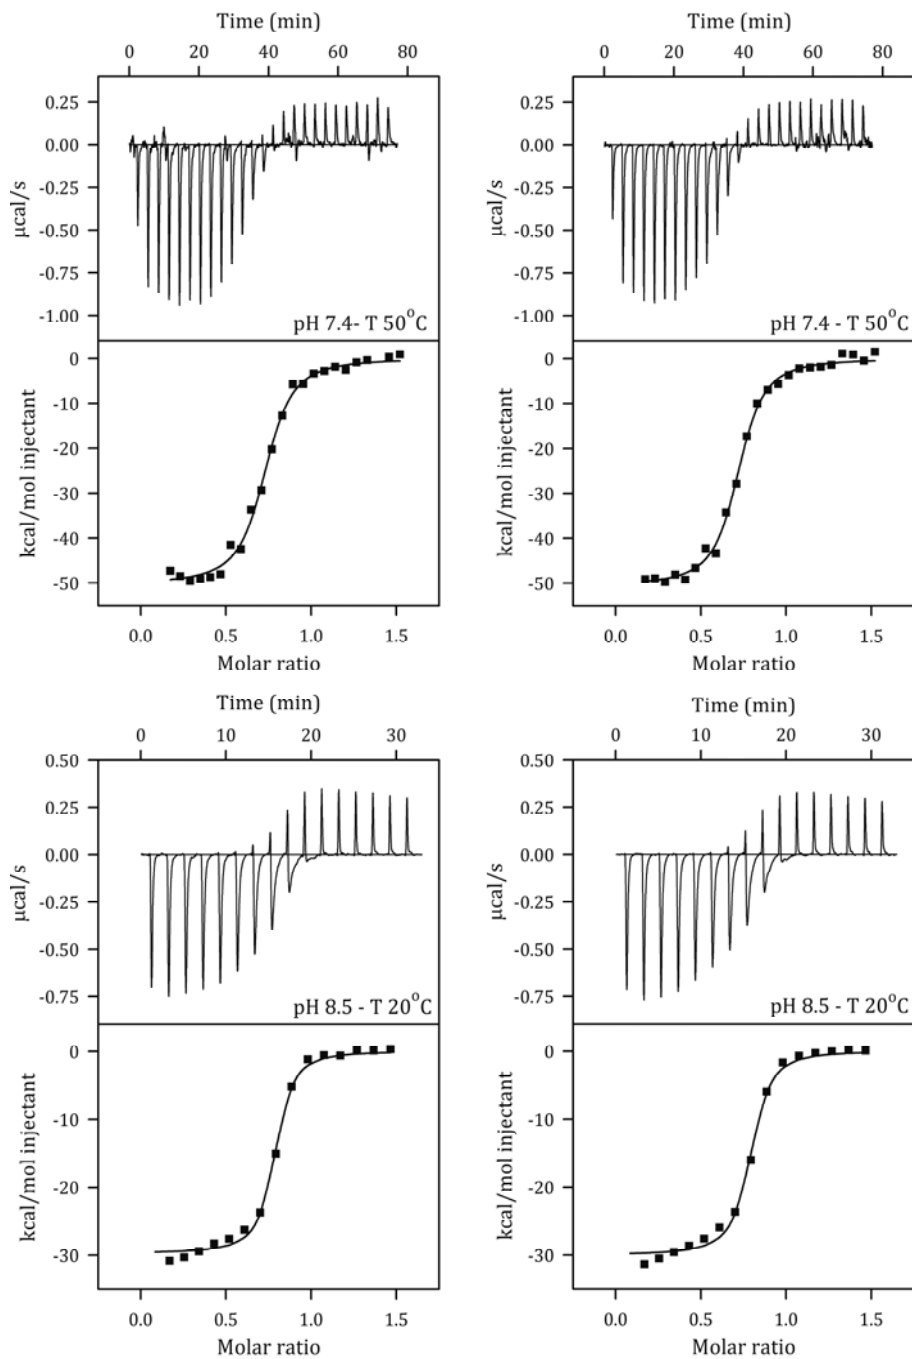 Time (min)
0 20 40 60 80
0.25
0.00
-0.25
-0.50
-0.75
-1.00
μcal/s
pH 7.4- T 50°C
0
-10
-20
-30
-40
-50
kcal/mol injectant
0.0 0.5 1.0 1.5
Molar ratio
Time (min)
0 20 40 60 80
0.25
0.00
-0.25
-0.50
-0.75
-1.00
μcal/s
pH 7.4 - T 50°C
0
-10
-20
-30
-40
-50
kcal/mol injectant
0.0 0.5 1.0 1.5
Molar ratio
Time (min)
0 10 20 30
0.50
0.25
0.00
-0.25
-0.50
-0.75
μcal/s
pH 8.5 - T 20°C
0
-10
-20
-30
kcal/mol injectant
0.0 0.5 1.0 1.5
Molar ratio
Time (min)
0 10 20 30
0.50
0.25
0.00
-0.25
-0.50
-0.75
μcal/s
pH 8.5 - T 20°C
0
-10
-20
-30
kcal/mol injectant
0.0 0.5 1.0 1.5
Molar ratio